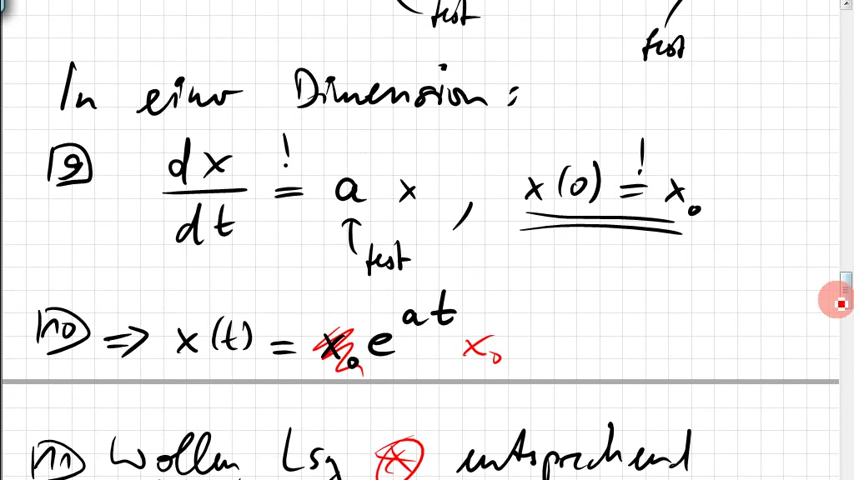 fest
fest
In einer Dimension:
9 dx/dt =! a x , x(0) =! x₀
fest
10 ⇒ x(t) = x₀ e^{at} x₀
11 Wollen Lsg * entsprechend